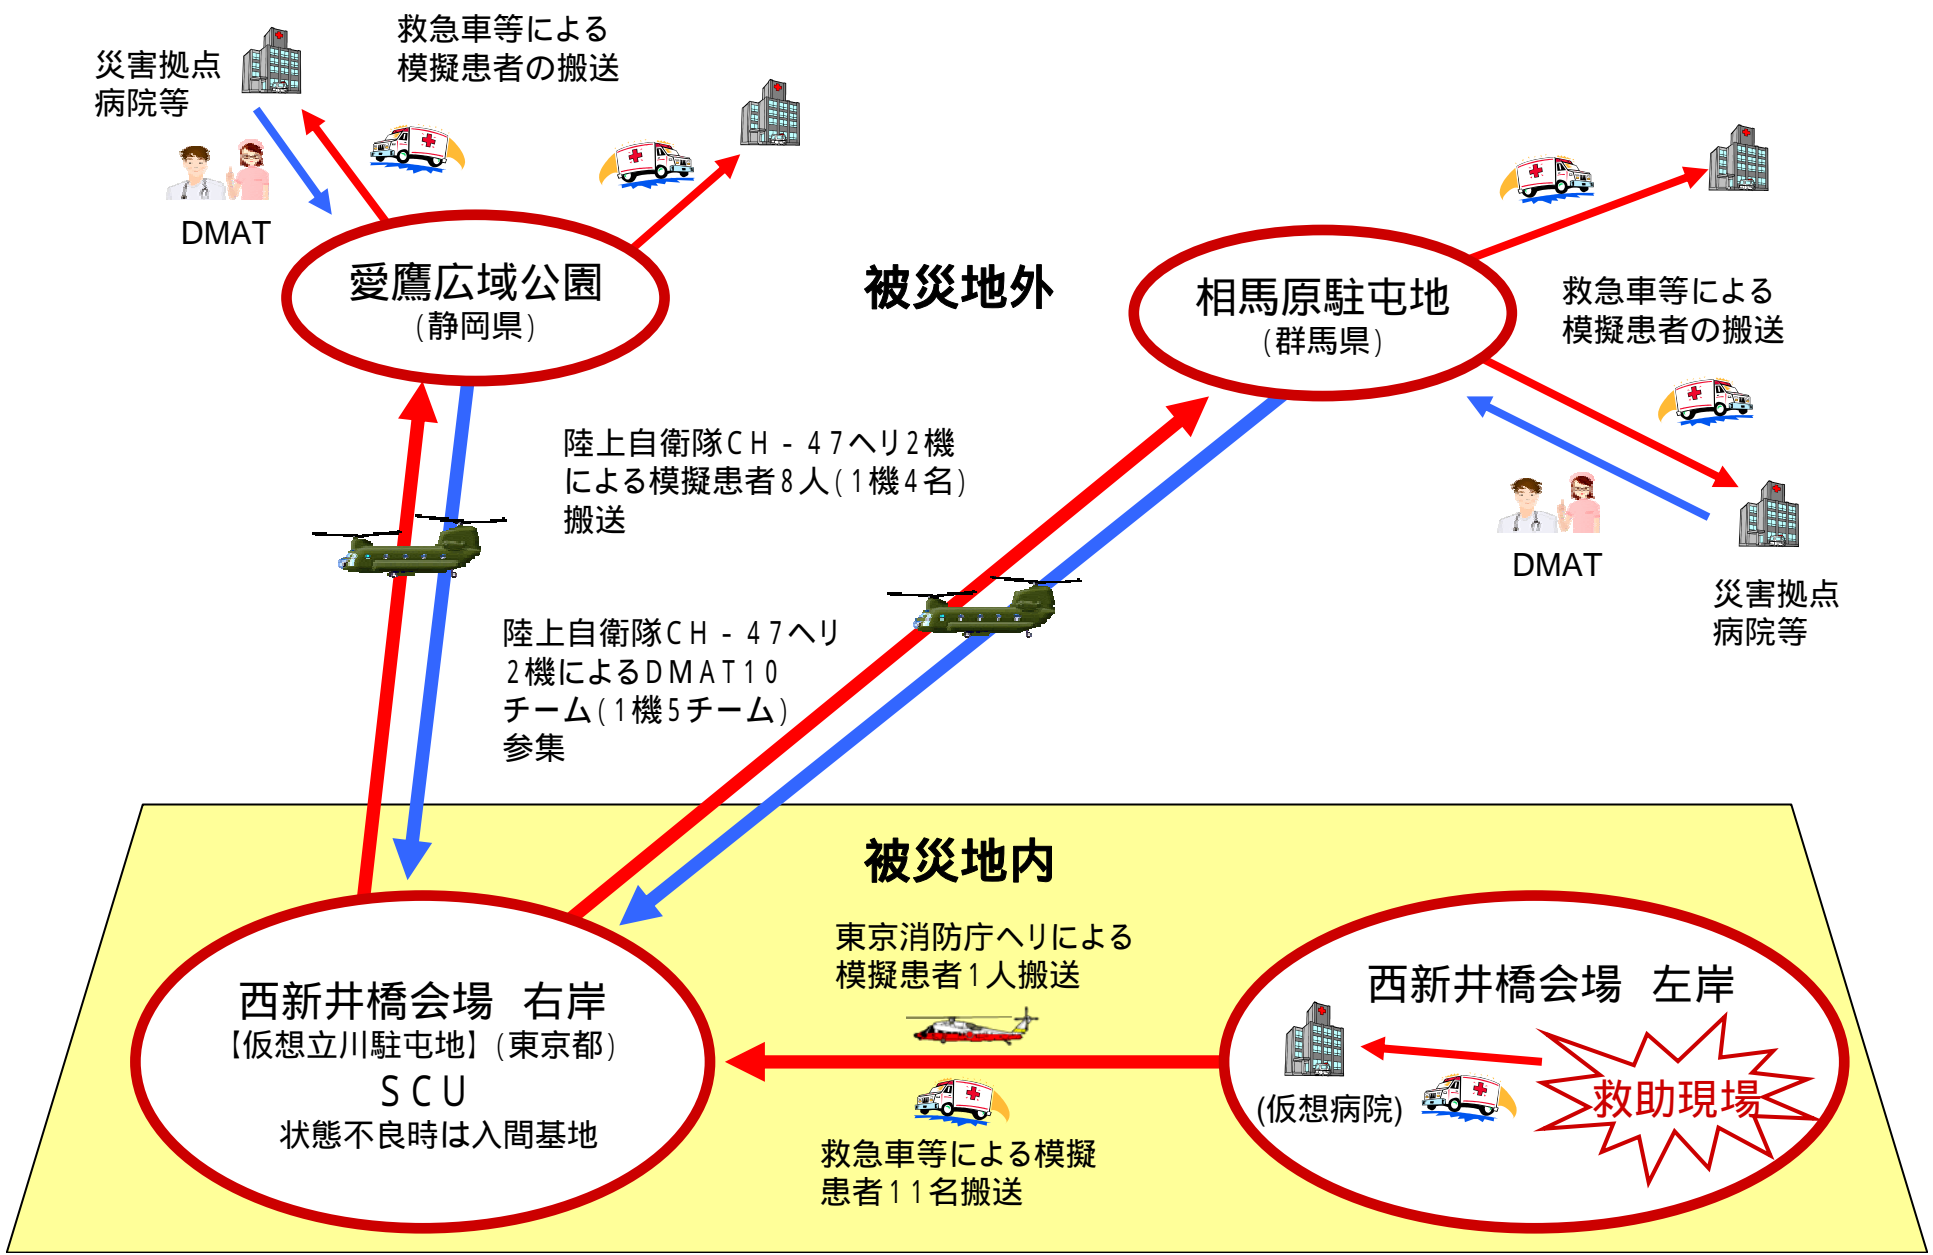 災害拠点
病院等
救急車等による
模擬患者の搬送
DMAT
愛鷹広域公園
(静岡県)
被災地外
相馬原駐屯地
(群馬県)
救急車等による
模擬患者の搬送
DMAT
災害拠点
病院等
陸上自衛隊CH-47ヘリ2機
による模擬患者8人(1機4名)
搬送
陸上自衛隊CH-47ヘリ
2機によるDMAT10
チーム(1機5チーム)
参集
被災地内
西新井橋会場 右岸
【仮想立川駐屯地】(東京都)
SCU
状態不良時は入間基地
東京消防庁ヘリによる
模擬患者1人搬送
救急車等による模擬
患者11名搬送
西新井橋会場 左岸
(仮想病院)
救助現場